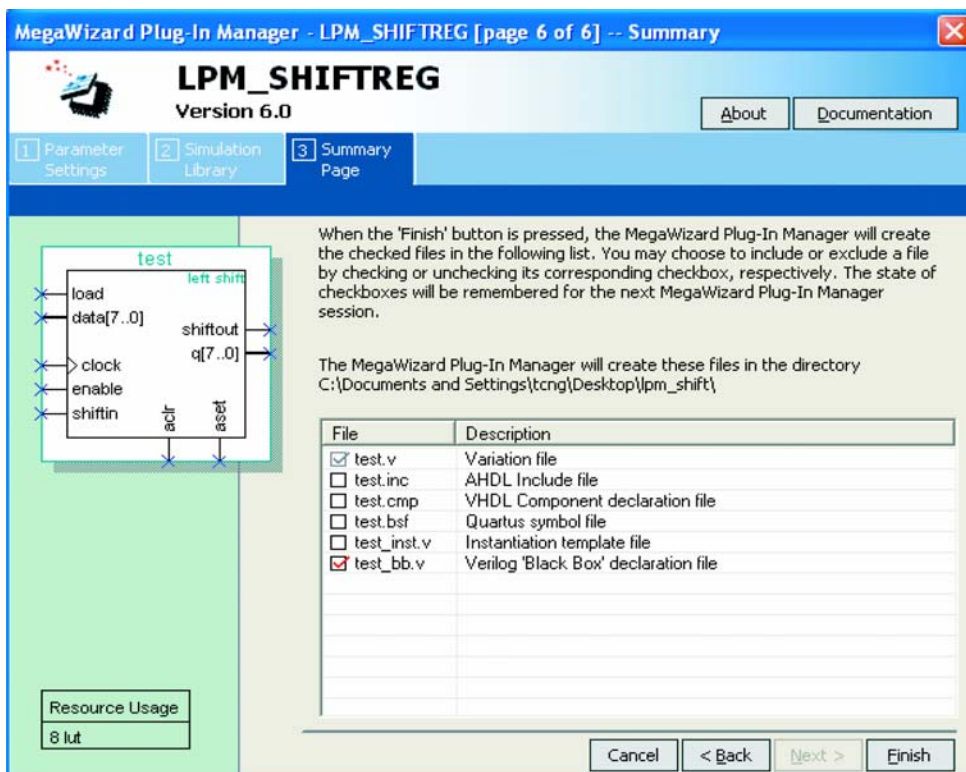 MegaWizard Plug-In Manager - LPM_SHIFTREG [page 6 of 6] -- Summary
LPM_SHIFTREG
Version 6.0
About
Documentation
1 Parameter Settings
2 Simulation Library
3 Summary Page
test
left shift
load
data[7..0]
shiftout
q[7..0]
clock
enable
shiftin
aclr
aset
When the 'Finish' button is pressed, the MegaWizard Plug-In Manager will create
the checked files in the following list. You may choose to include or exclude a file
by checking or unchecking its corresponding checkbox, respectively. The state of
checkboxes will be remembered for the next MegaWizard Plug-In Manager
session.
The MegaWizard Plug-In Manager will create these files in the directory
C:\Documents and Settings\tcng\Desktop\lpm_shift\
File Description
test.v Variation file
test.inc AHDL Include file
test.cmp VHDL Component declaration file
test.bsf Quartus symbol file
test_inst.v Instantiation template file
test_bb.v Verilog 'Black Box' declaration file
Resource Usage
8 lut
Cancel
< Back
Next >
Finish